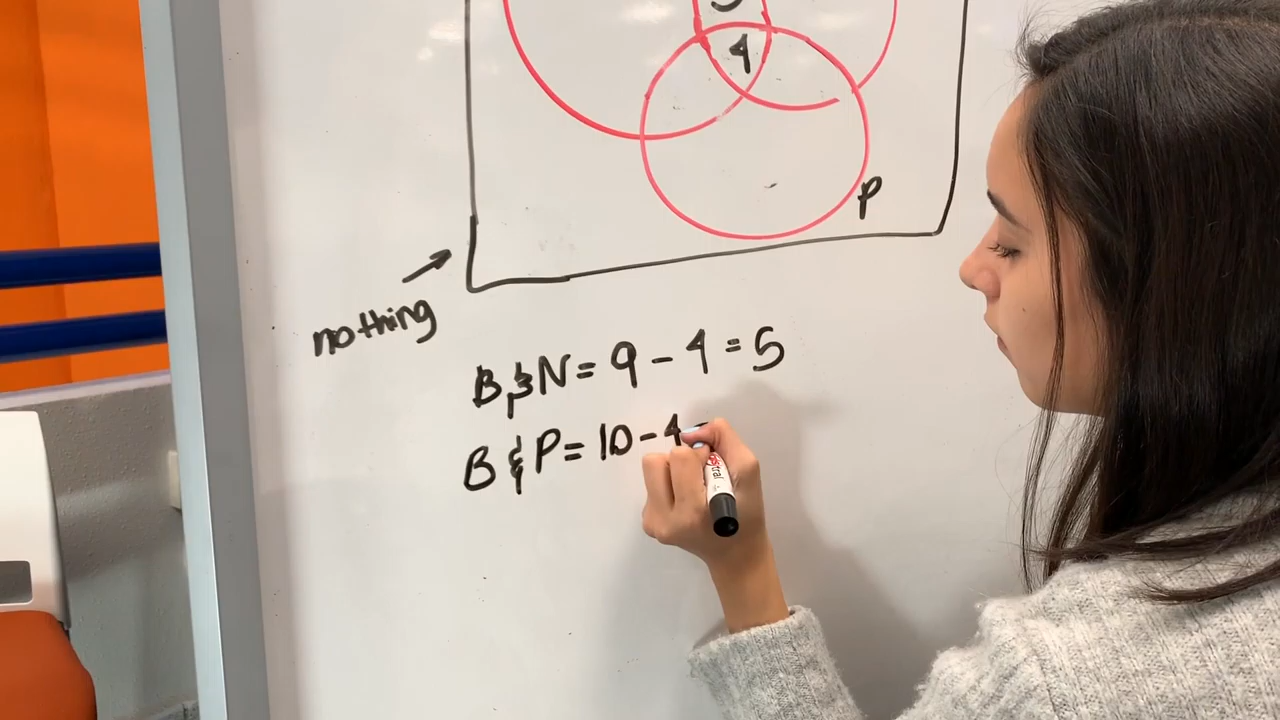 4
P
nothing
B & N = 9 - 4 = 5
B & P = 10 - 4 =